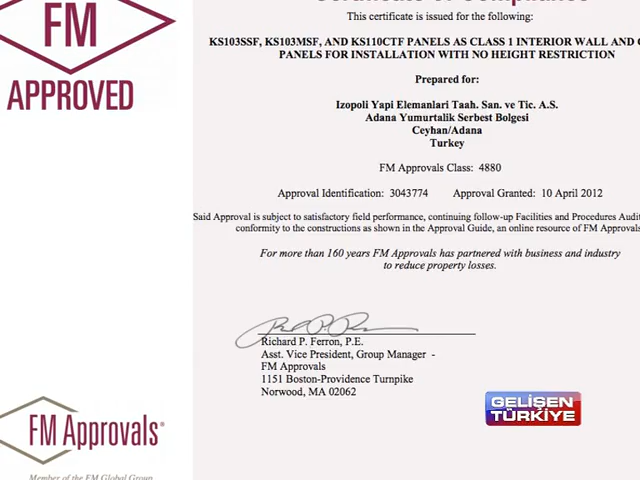 FM
APPROVED
This certificate is issued for the following:
KS103SSF, KS103MSF, AND KS110CTF PANELS AS CLASS 1 INTERIOR WALL AND
PANELS FOR INSTALLATION WITH NO HEIGHT RESTRICTION
Prepared for:
Izopoli Yapi Elemanlari Taah. San. ve Tic. A.S.
Adana Yumurtalik Serbest Bolgesi
Ceyhan/Adana
Turkey
FM Approvals Class: 4880
Approval Identification: 3043774 Approval Granted: 10 April 2012
Said Approval is subject to satisfactory field performance, continuing follow-up Facilities and Procedures
conformity to the constructions as shown in the Approval Guide, an online resource of FM Approvals
For more than 160 years FM Approvals has partnered with business and industry
to reduce property losses.
Richard P. Ferron, P.E.
Asst. Vice President, Group Manager -
FM Approvals
1151 Boston-Providence Turnpike
Norwood, MA 02062
GELİŞEN
TÜRKİYE
FM Approvals®
Member of the FM Global Group